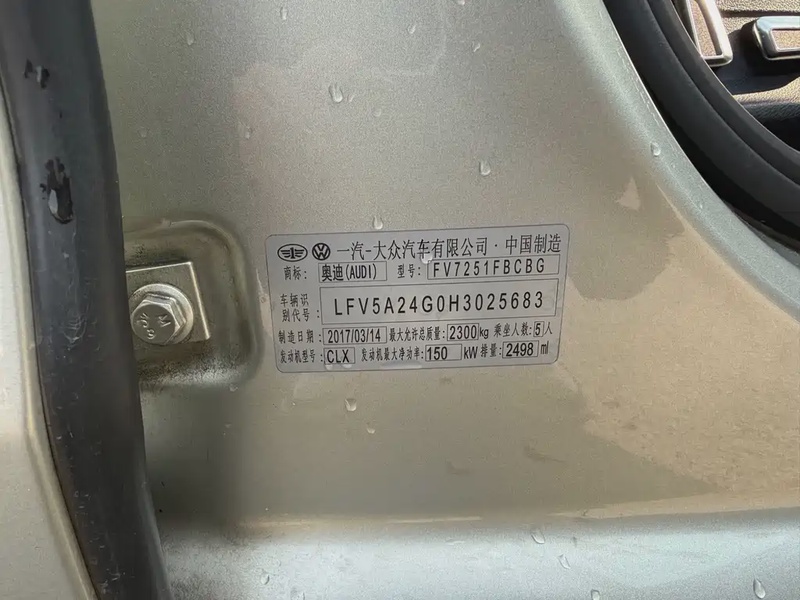 一汽-大众汽车有限公司·中国制造
商标: 奥迪(AUDI) 型号: FV7251FBCBG
车辆识别代号: LFV5A24G0H3025683
制造日期: 2017/03/14 最大允许总质量: 2300kg 乘坐人数: 5人
发动机型号: CLX 发动机最大净功率: 150 kW 排量: 2498 ml